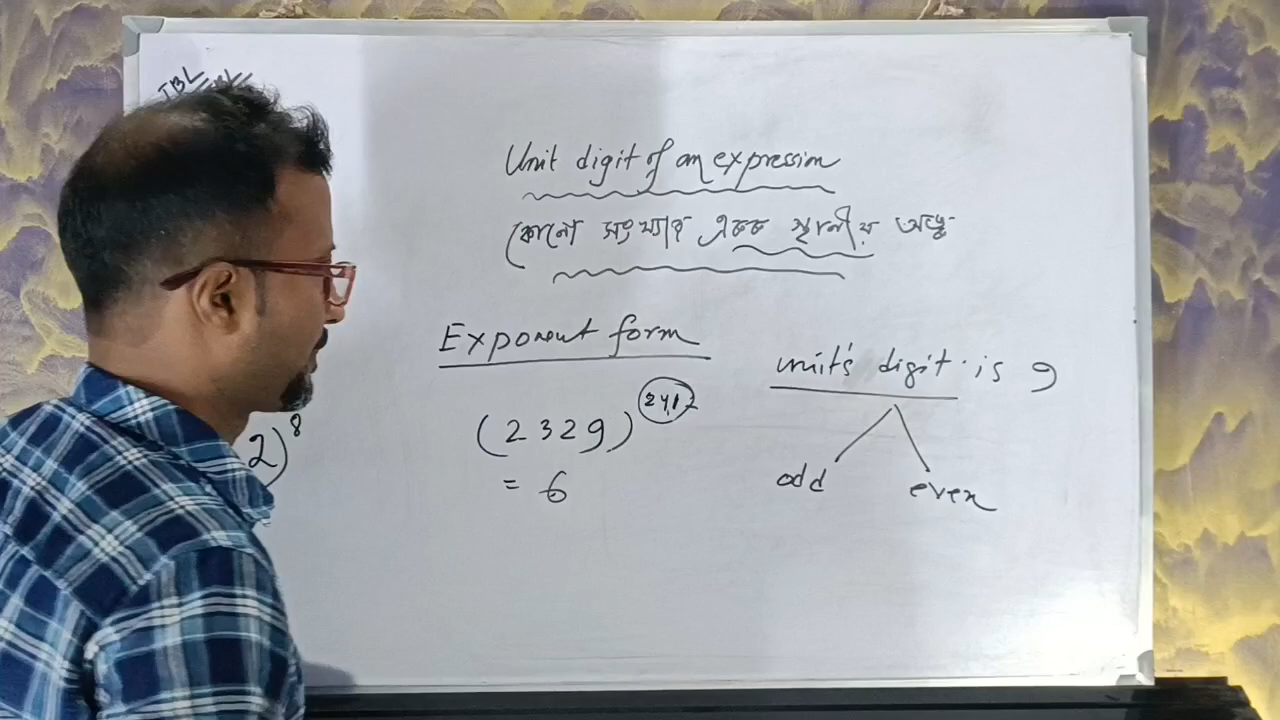 TBL
Unit digit of an expression
কোনো সংখ্যার একক স্থানীয় অঙ্ক
Exponent form
unit's digit is 9
(2329)
= 6
odd even
2)⁸